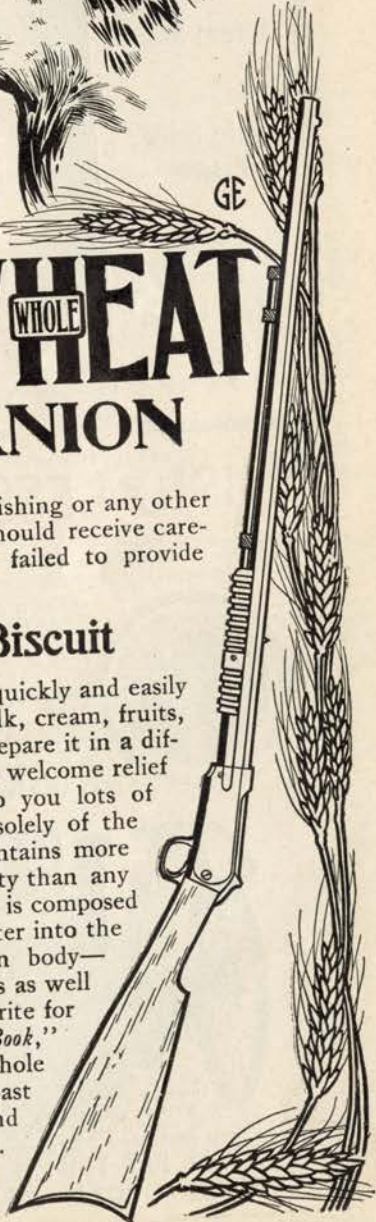 GE
HEAT
WHOLE
NION
ishing or any other
hould receive care-
failed to provide
Biscuit
quickly and easily
lk, cream, fruits,
epare it in a dif-
welcome relief
you lots of
solely of the
ntains more
ty than any
is composed
ter into the
n body—
s as well
rite for
Book,"
hole
ast
nd